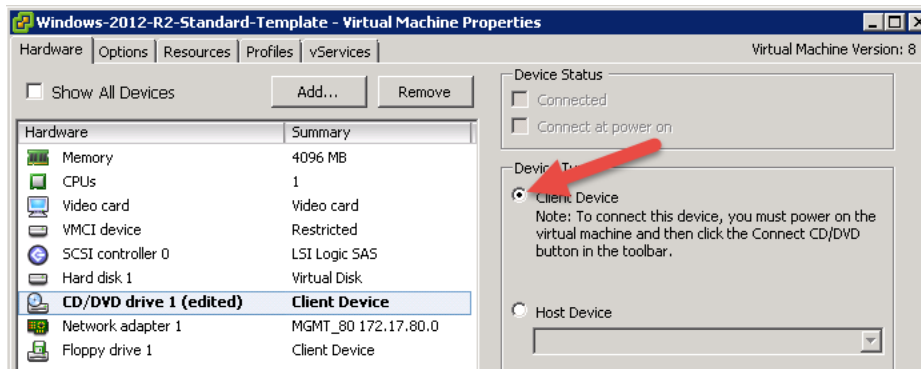 Windows-2012-R2-Standard-Template - Virtual Machine Properties
Hardware Options Resources Profiles vServices
Virtual Machine Version: 8
Show All Devices
Add...
Remove
Hardware Summary
Memory 4096 MB
CPUs 1
Video card Video card
VMCI device Restricted
SCSI controller 0 LSI Logic SAS
Hard disk 1 Virtual Disk
CD/DVD drive 1 (edited) Client Device
Network adapter 1 MGMT_80 172.17.80.0
Floppy drive 1 Client Device
Device Status
Connected
Connect at power on
Device
Client Device
Note: To connect this device, you must power on the
virtual machine and then click the Connect CD/DVD
button in the toolbar.
Host Device